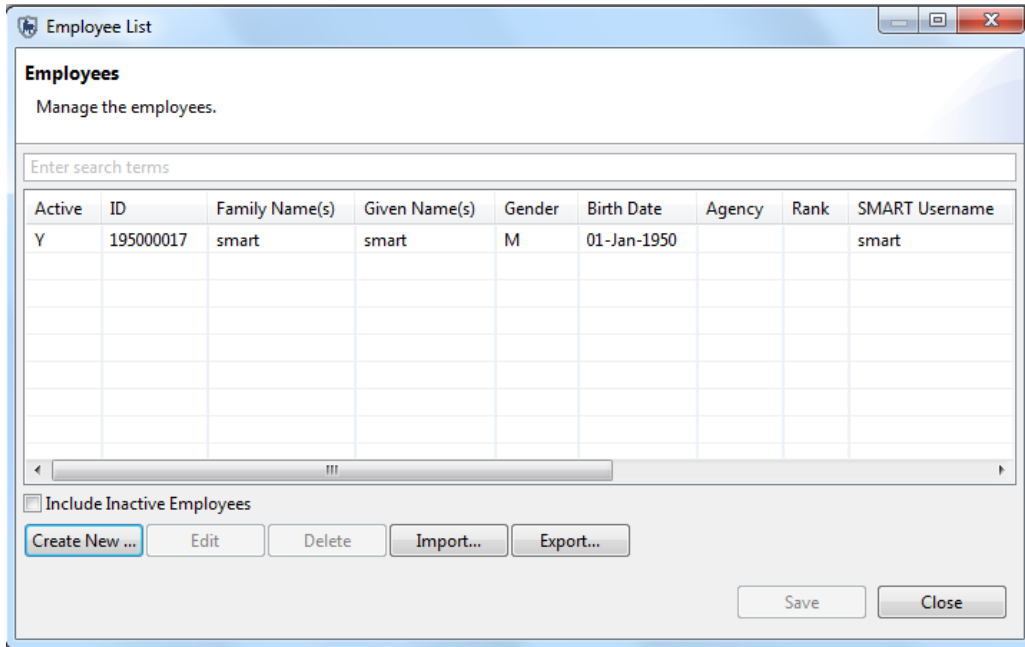 Employee List
Employees
Manage the employees.
Enter search terms
Active ID Family Name(s) Given Name(s) Gender Birth Date Agency Rank SMART Username
Y 195000017 smart smart M 01-Jan-1950 smart
Include Inactive Employees
Create New ... Edit Delete Import... Export...
Save Close